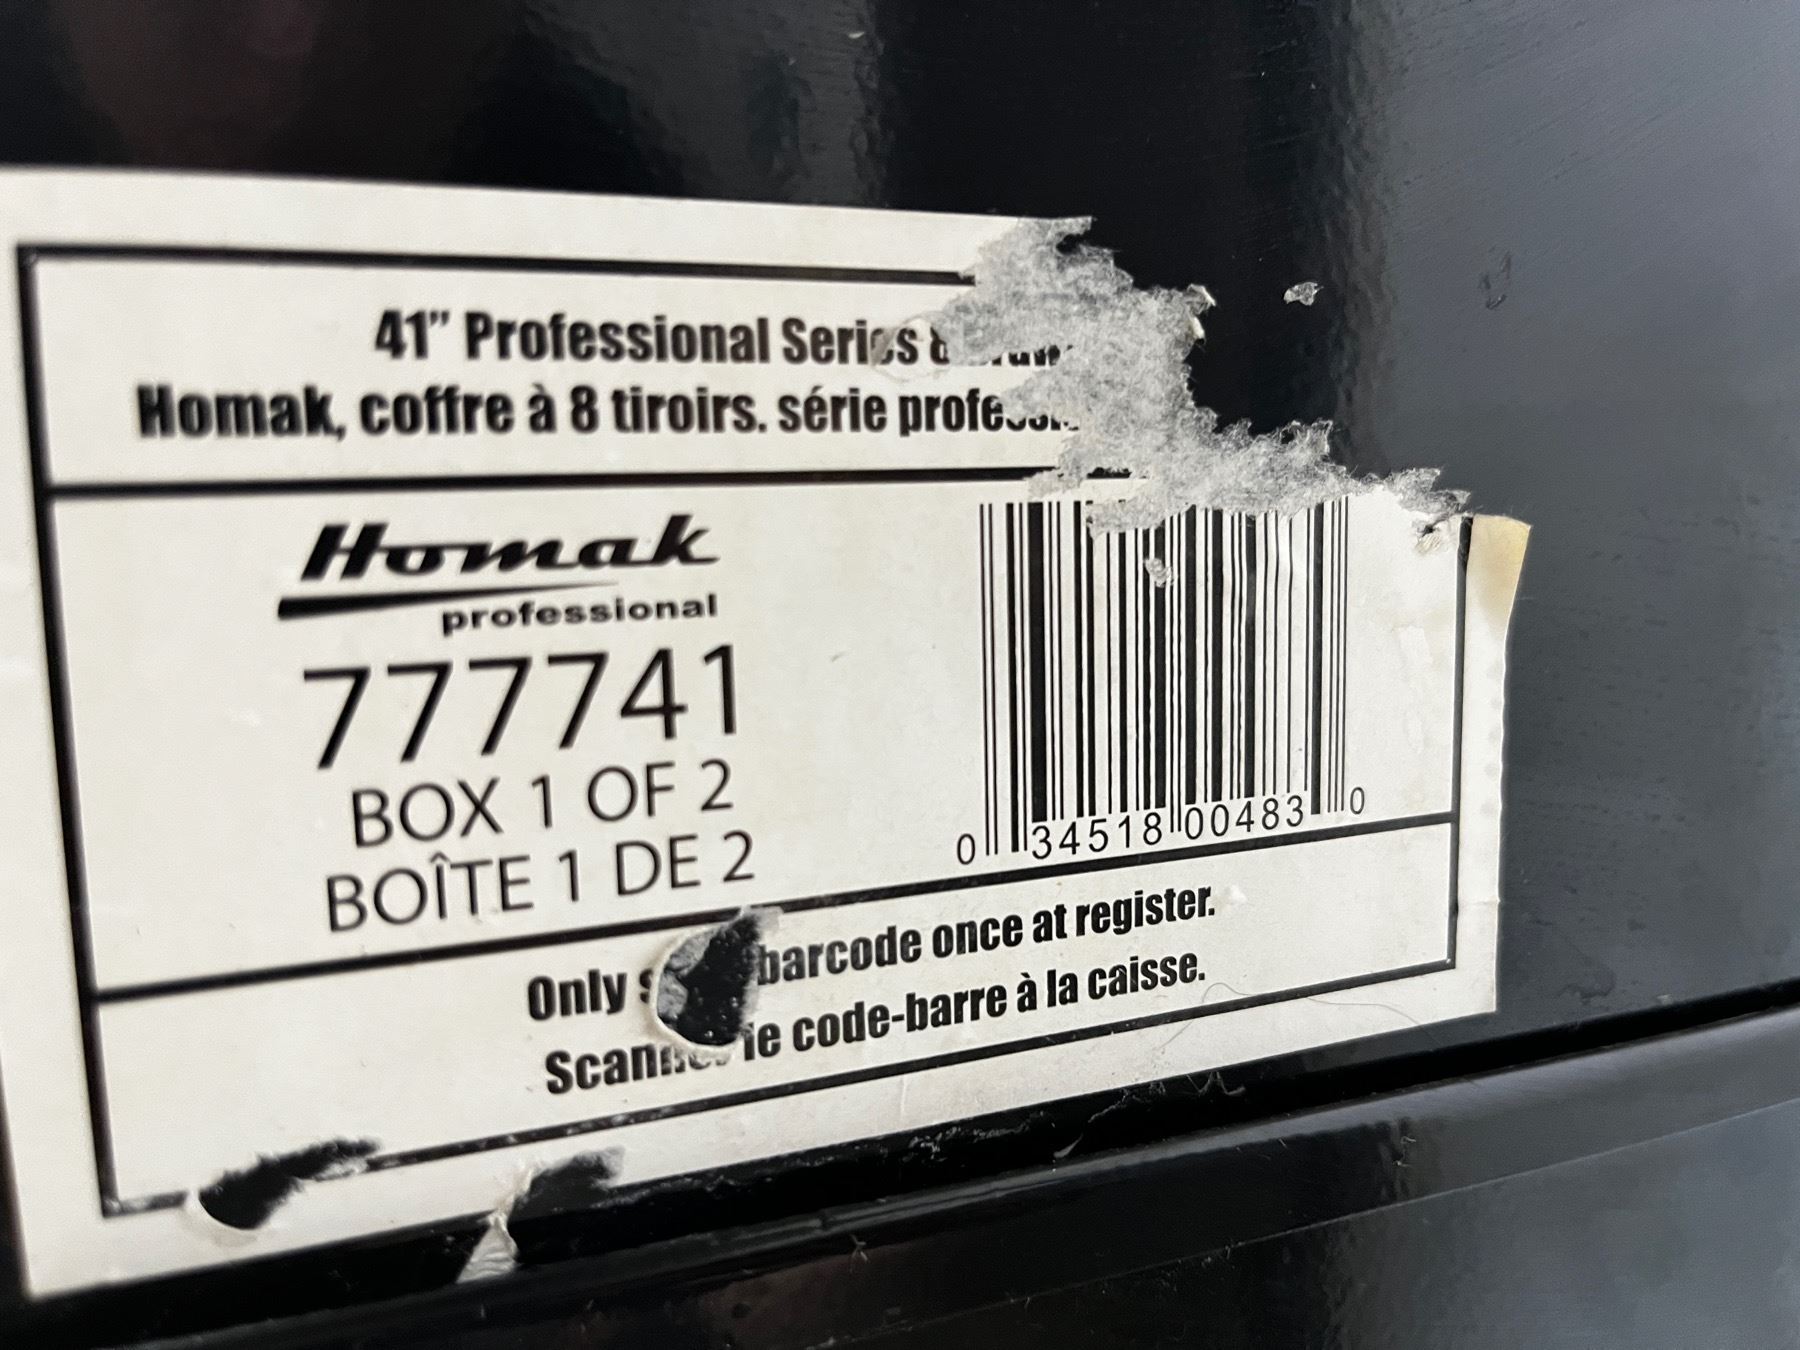 41” Professional Series 8
Homak, coffre à 8 tiroirs. série
Homak
professional
777741
BOX 1 OF 2
BOÎTE 1 DE 2
0 34518 00483 0
Only barcode once at register.
le code-barre à la caisse.